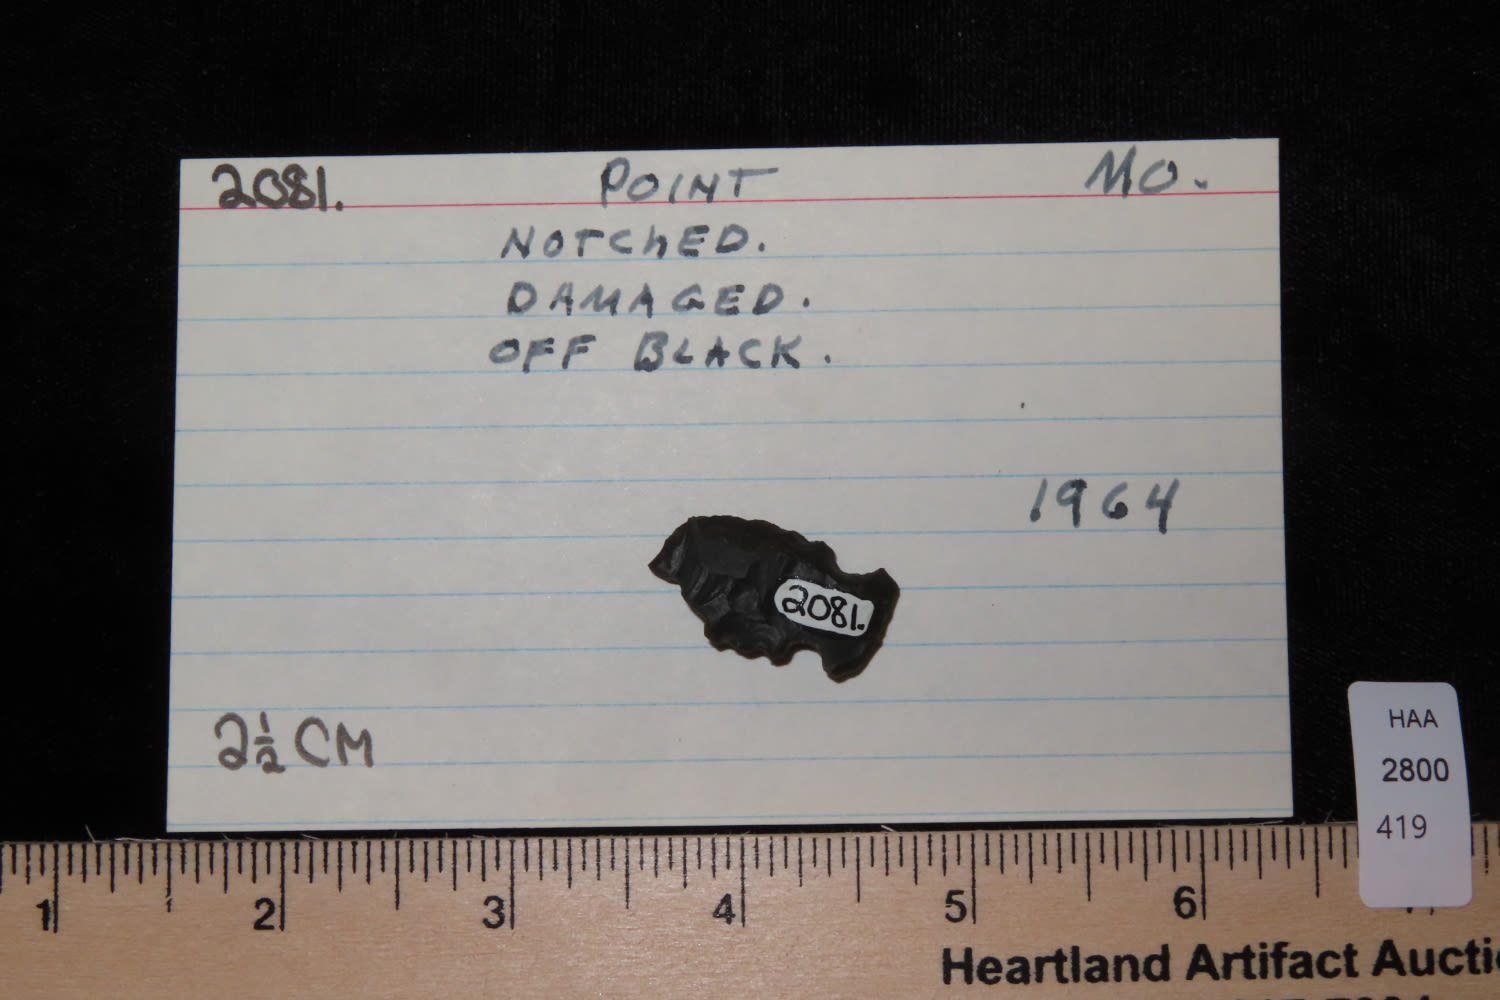 2081. POINT MO.
NOTCHED.
DAMAGED.
OFF BLACK.
1964
2081.
2½ CM
HAA
2800
419
1 2 3 4 5 6
Heartland Artifact